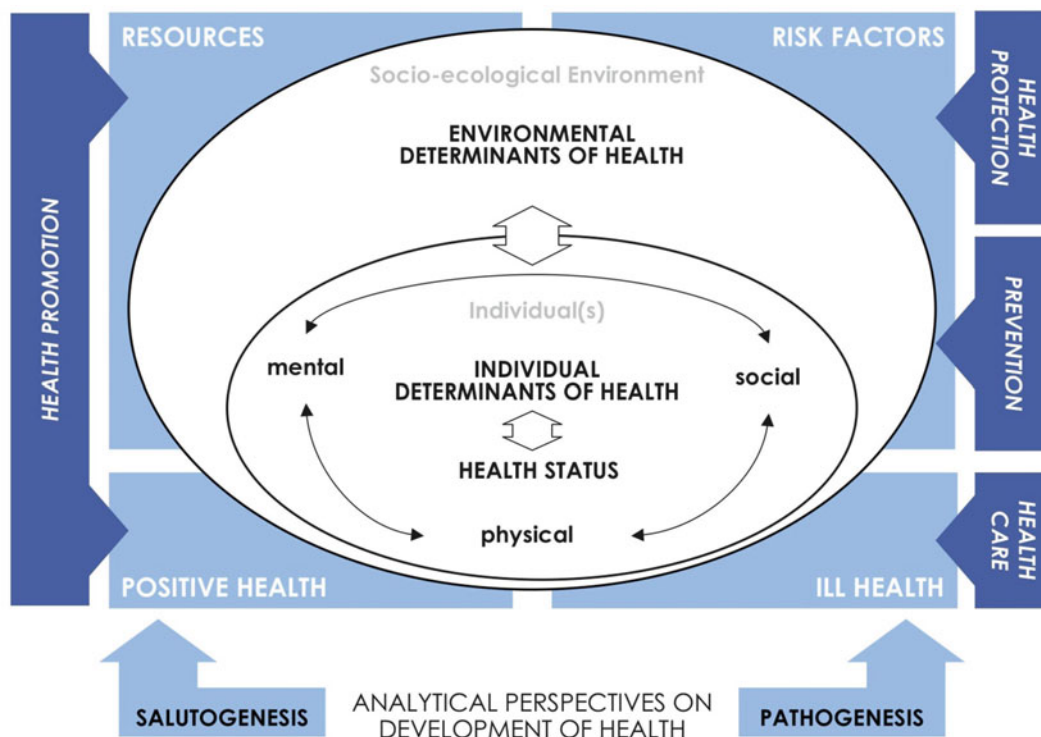 RESOURCES
RISK FACTORS
Socio-ecological Environment
ENVIRONMENTAL
DETERMINANTS OF HEALTH
HEALTH PROMOTION
HEALTH
PROTECTION
Individual(s)
mental
INDIVIDUAL
DETERMINANTS OF HEALTH
social
PREVENTION
HEALTH STATUS
physical
HEALTH
CARE
POSITIVE HEALTH
ILL HEALTH
SALUTOGENESIS
ANALYTICAL PERSPECTIVES ON
DEVELOPMENT OF HEALTH
PATHOGENESIS